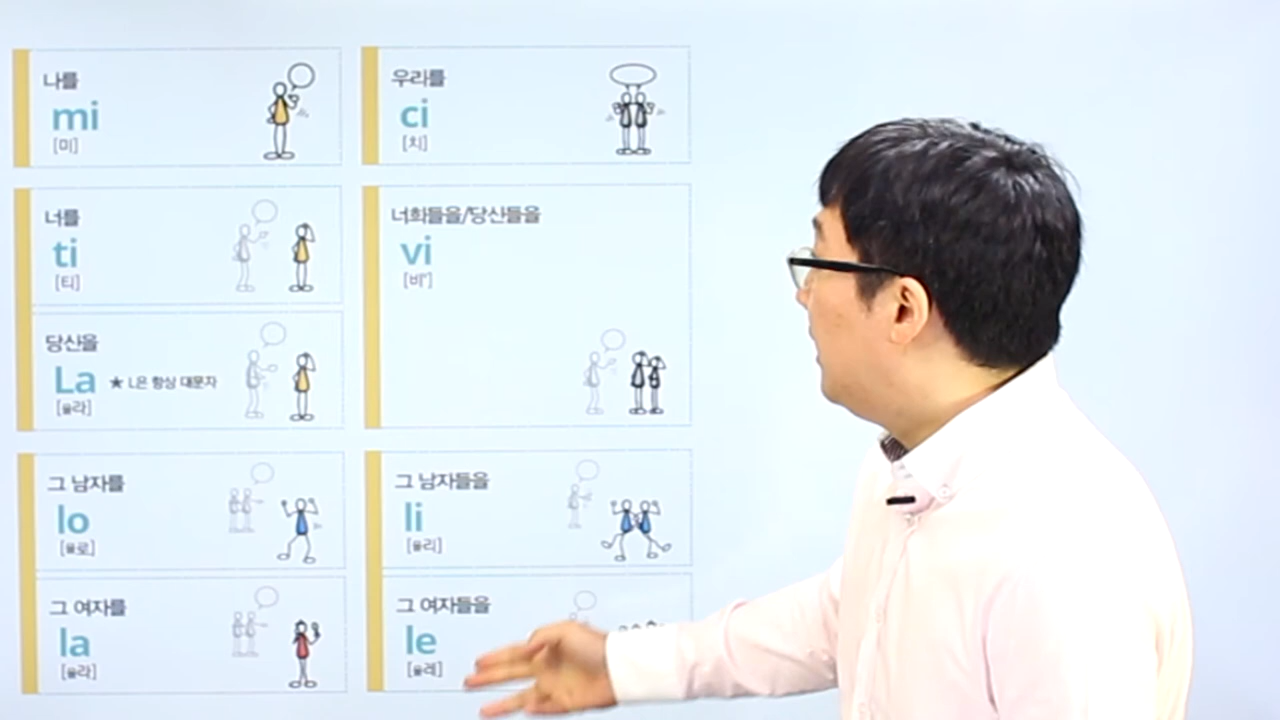 나를
mi
[미]
우리를
ci
[치]
너를
ti
[티]
너희들을/당신들을
vi
[비*]
당신을
La ★ L은 항상 대문자
[을라]
그 남자를
lo
[을로]
그 남자들을
li
[을리]
그 여자를
la
[을라]
그 여자들을
le
[을레]